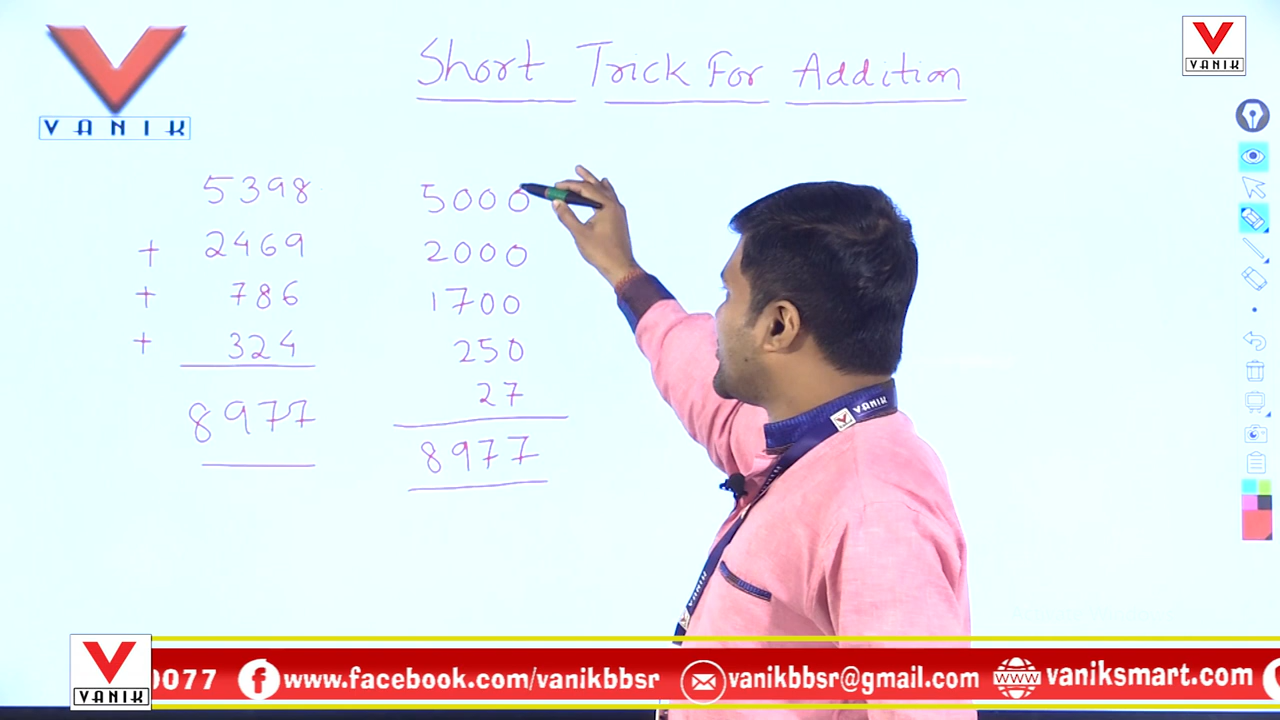 Short Trick For Addition
VANIK
VANIK
5398
+ 2469
+ 786
+ 324
8977
5000
2000
1700
250
27
8977
VANIK
VANIK
VANIK
0077 www.facebook.com/vanikbbsr vanikbbsr@gmail.com vaniksmart.com